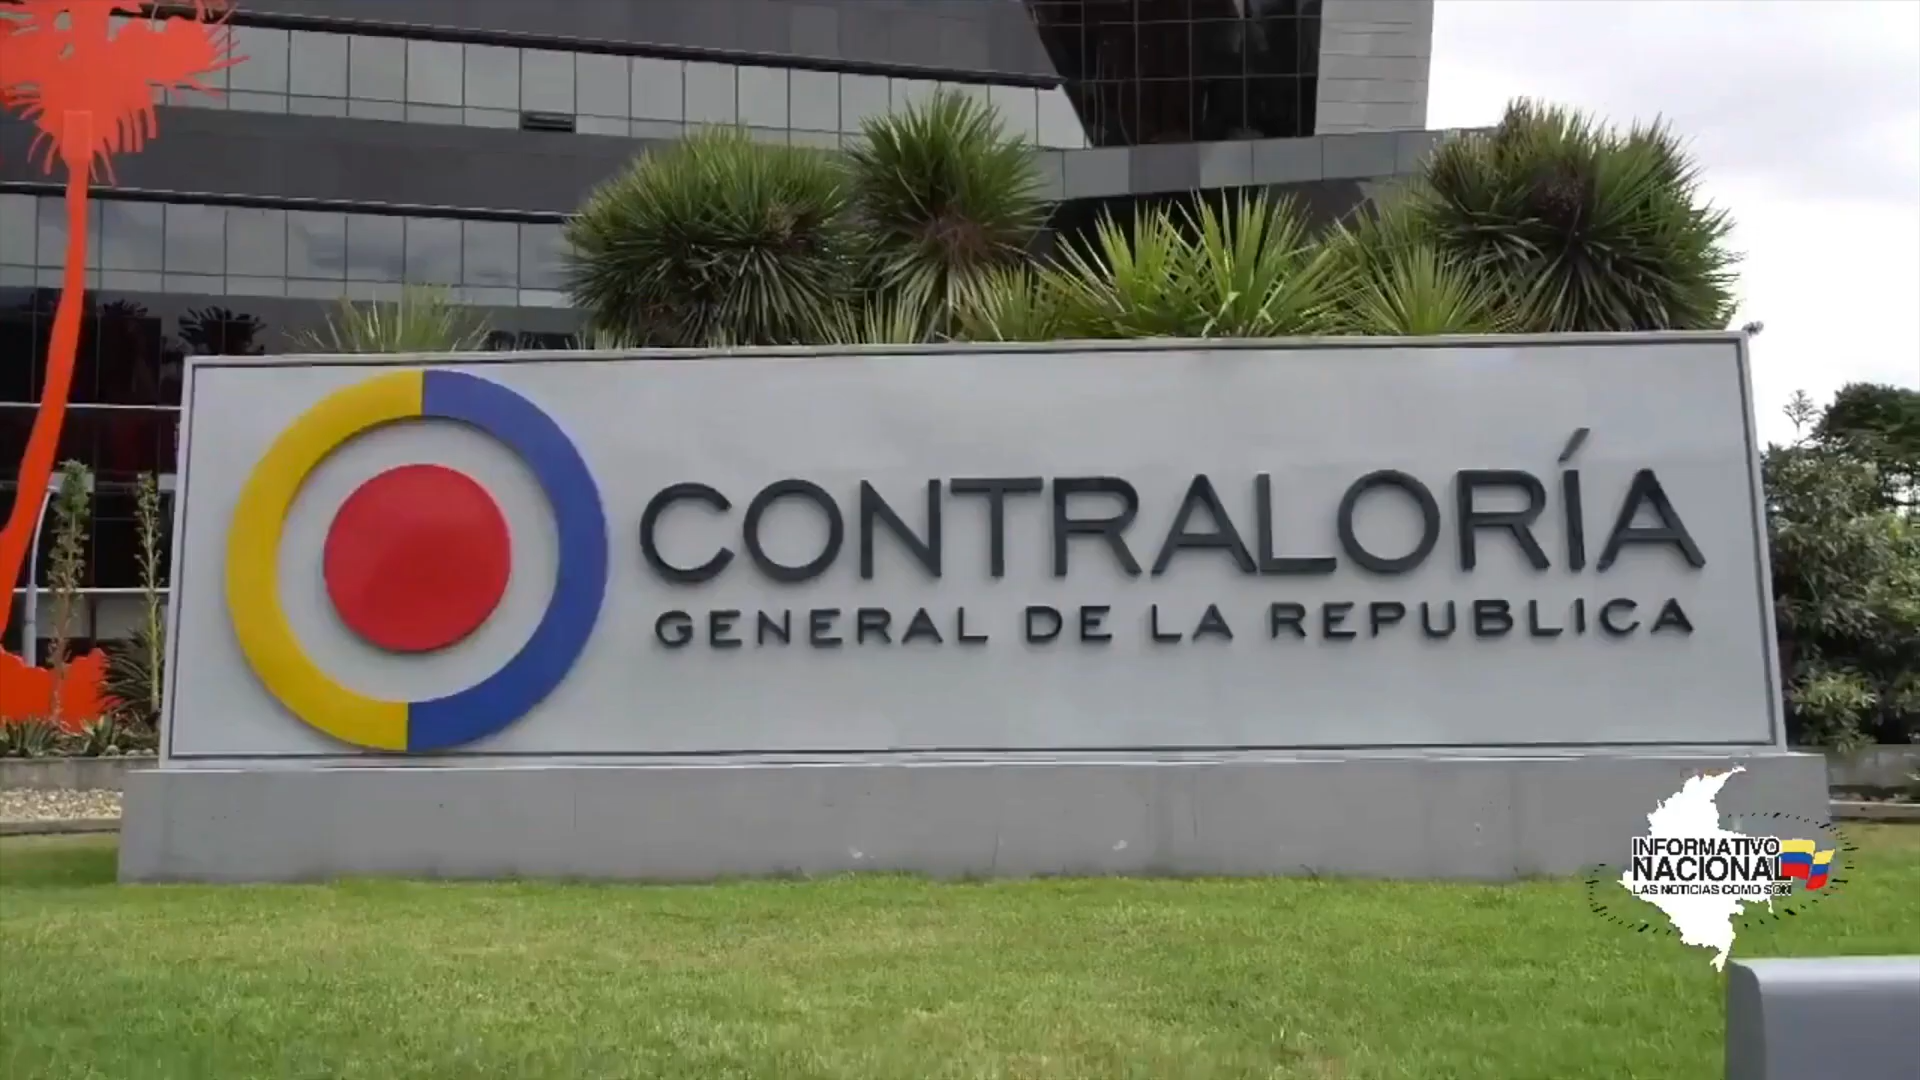 CONTRALORÍA
GENERAL DE LA REPUBLICA
INFORMATIVO
NACIONAL
LAS NOTICIAS COMO SON